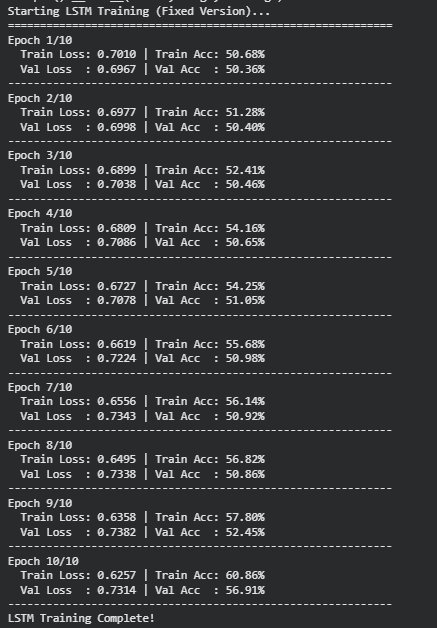 Starting LSTM Training (Fixed Version)...
============================================================
Epoch 1/10
  Train Loss: 0.7010 | Train Acc: 50.68%
  Val Loss  : 0.6967 | Val Acc  : 50.36%
------------------------------------------------------------
Epoch 2/10
  Train Loss: 0.6977 | Train Acc: 51.28%
  Val Loss  : 0.6998 | Val Acc  : 50.40%
------------------------------------------------------------
Epoch 3/10
  Train Loss: 0.6899 | Train Acc: 52.41%
  Val Loss  : 0.7038 | Val Acc  : 50.46%
------------------------------------------------------------
Epoch 4/10
  Train Loss: 0.6809 | Train Acc: 54.16%
  Val Loss  : 0.7086 | Val Acc  : 50.65%
------------------------------------------------------------
Epoch 5/10
  Train Loss: 0.6727 | Train Acc: 54.25%
  Val Loss  : 0.7078 | Val Acc  : 51.05%
------------------------------------------------------------
Epoch 6/10
  Train Loss: 0.6619 | Train Acc: 55.68%
  Val Loss  : 0.7224 | Val Acc  : 50.98%
------------------------------------------------------------
Epoch 7/10
  Train Loss: 0.6556 | Train Acc: 56.14%
  Val Loss  : 0.7343 | Val Acc  : 50.92%
------------------------------------------------------------
Epoch 8/10
  Train Loss: 0.6495 | Train Acc: 56.82%
  Val Loss  : 0.7338 | Val Acc  : 50.86%
------------------------------------------------------------
Epoch 9/10
  Train Loss: 0.6358 | Train Acc: 57.80%
  Val Loss  : 0.7382 | Val Acc  : 52.45%
------------------------------------------------------------
Epoch 10/10
  Train Loss: 0.6257 | Train Acc: 60.86%
  Val Loss  : 0.7314 | Val Acc  : 56.91%
------------------------------------------------------------
LSTM Training Complete!